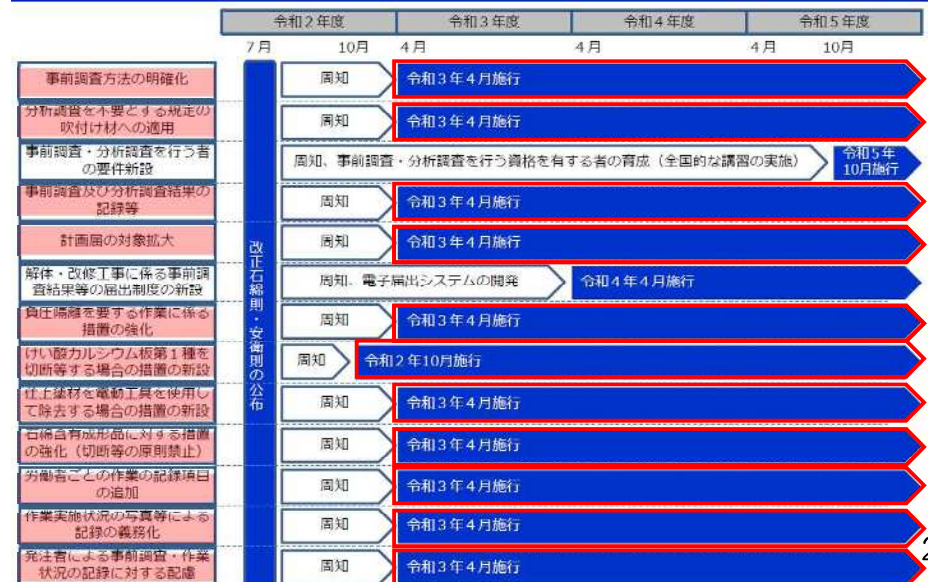 令和２年度
令和３年度
令和４年度
令和５年度
７月
10月
４月
４月
４月
10月
改正石綿則・安衛則の公布
事前調査方法の明確化
周知
令和３年４月施行
分析調査を不要とする規定の
吹付け材への適用
周知
令和３年４月施行
事前調査・分析調査を行う者
の要件新設
周知、事前調査・分析調査を行う資格を有する者の育成（全国的な講習の実施）
令和５年
10月施行
事前調査及び分析調査結果の
記録等
周知
令和３年４月施行
計画届の対象拡大
周知
令和３年４月施行
解体・改修工事に係る事前調
査結果等の届出制度の新設
周知、電子届出システムの開発
令和４年４月施行
負圧隔離を要する作業に係る
措置の強化
周知
令和３年４月施行
けい酸カルシウム板第１種を
切断等する場合の措置の新設
周知
令和２年10月施行
仕上塗材を電動工具を使用し
て除去する場合の措置の新設
周知
令和３年４月施行
石綿含有成形品に対する措置
の強化（切断等の原則禁止）
周知
令和３年４月施行
労働者ごとの作業の記録項目
の追加
周知
令和３年４月施行
作業実施状況の写真等による
記録の義務化
周知
令和３年４月施行
発注者による事前調査・作業
状況の記録に対する配慮
周知
令和３年４月施行